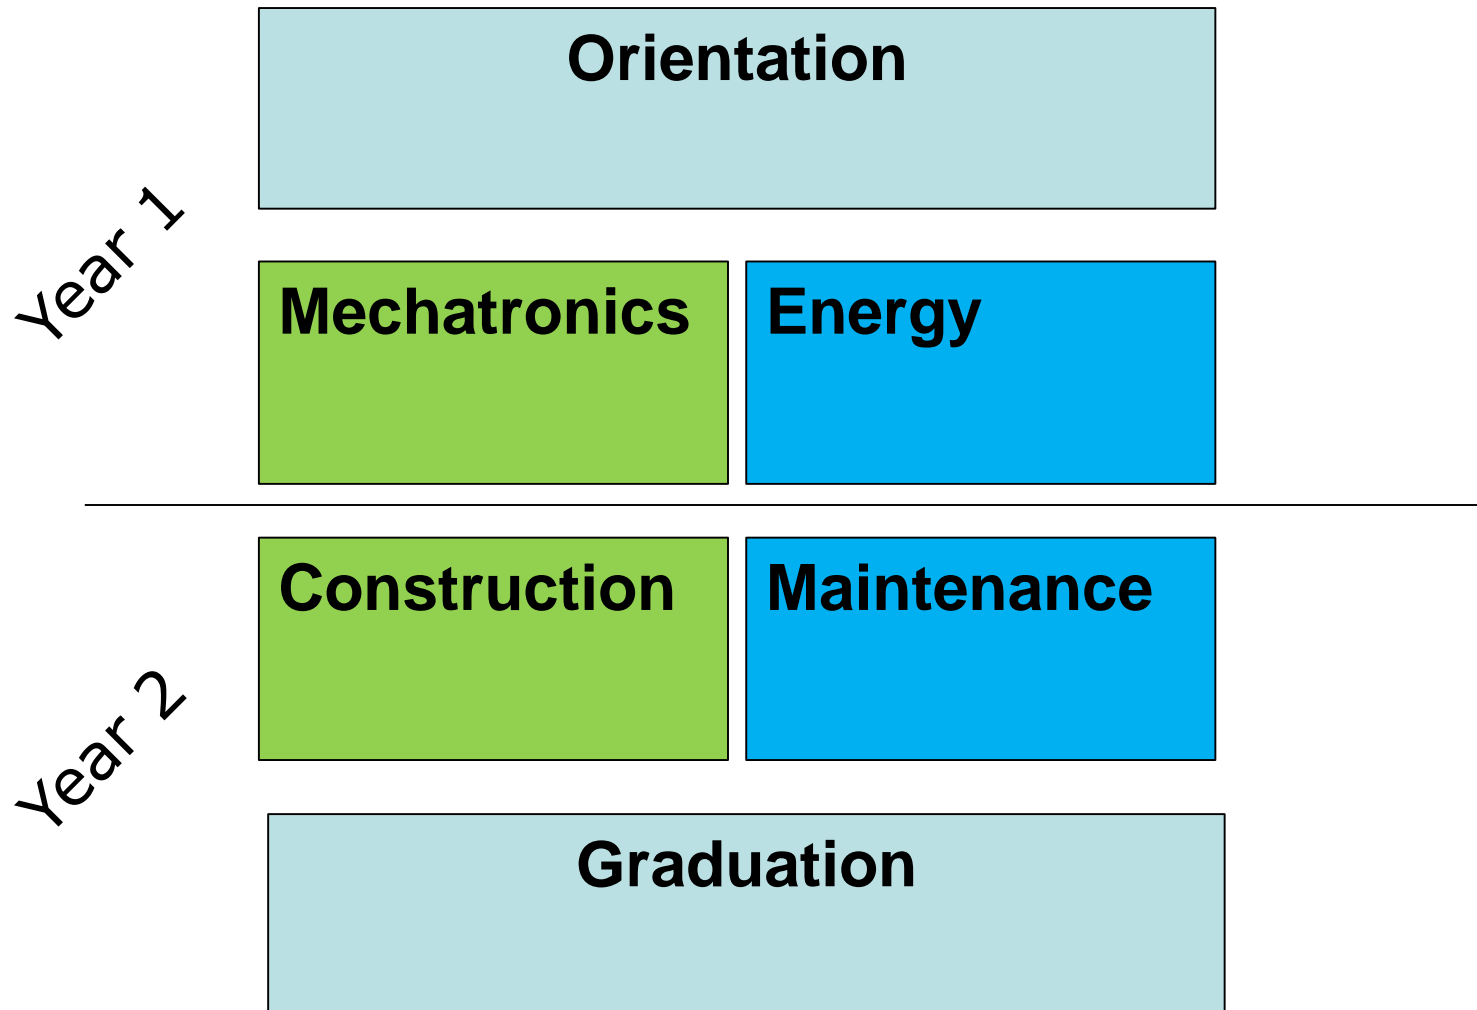 Orientation
Year 1
Mechatronics
Energy
Construction
Maintenance
Year 2
Graduation